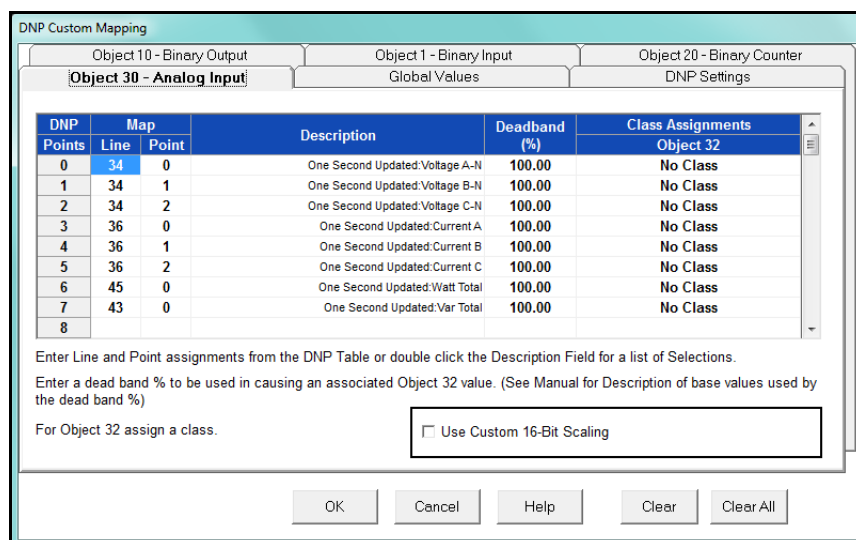 DNP Custom Mapping
Object 10 - Binary Output Object 1 - Binary Input Object 20 - Binary Counter
Object 30 - Analog Input Global Values DNP Settings
DNP Map Description Deadband Class Assignments
Points Line Point (%) Object 32
0 34 0 One Second Updated:Voltage A-N 100.00 No Class
1 34 1 One Second Updated:Voltage B-N 100.00 No Class
2 34 2 One Second Updated:Voltage C-N 100.00 No Class
3 36 0 One Second Updated:Current A 100.00 No Class
4 36 1 One Second Updated:Current B 100.00 No Class
5 36 2 One Second Updated:Current C 100.00 No Class
6 45 0 One Second Updated:Watt Total 100.00 No Class
7 43 0 One Second Updated:Var Total 100.00 No Class
8
Enter Line and Point assignments from the DNP Table or double click the Description Field for a list of Selections.
Enter a dead band % to be used in causing an associated Object 32 value. (See Manual for Description of base values used by
the dead band %)
For Object 32 assign a class. Use Custom 16-Bit Scaling
OK Cancel Help Clear Clear All